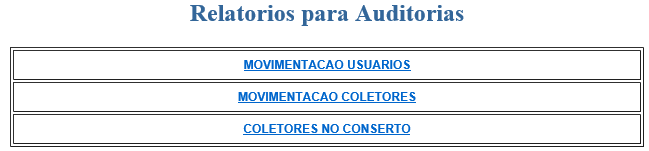 Relatorios para Auditorias
MOVIMENTACAO USUARIOS
MOVIMENTACAO COLETORES
COLETORES NO CONSERTO